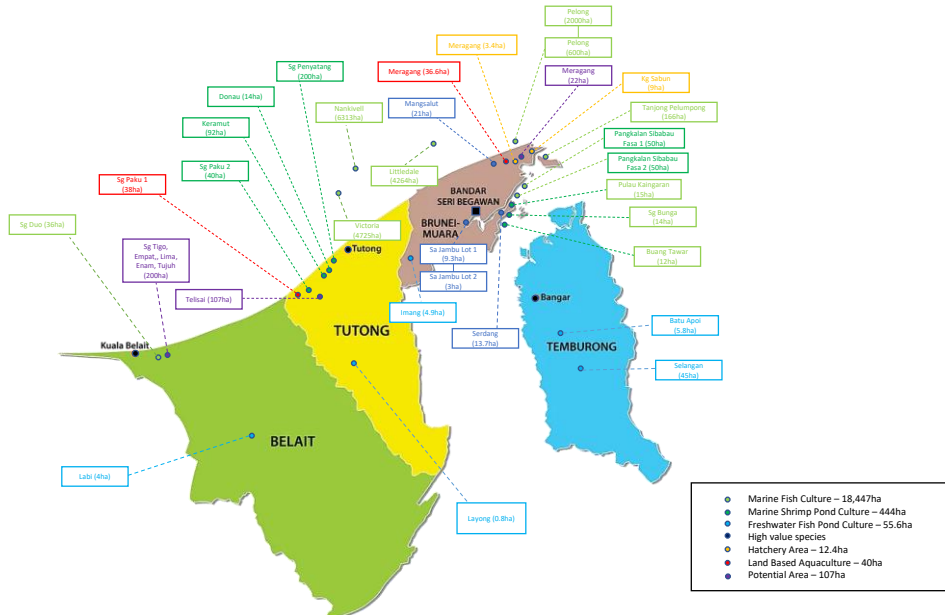 Pelong
(2000ha)
Pelong
(600ha)
Meragang (3.4ha)
Sg Penyatang
(200ha)
Meragang (36.6ha)
Meragang
(22ha)
Kg Sabun
(9ha)
Donau (14ha)
Nankivell
(6313ha)
Mangsalut
(21ha)
Tanjong Pelumpong
(166ha)
Keramut
(92ha)
Pangkalan Sibabau
Fasa 1 (50ha)
Sg Paku 2
(40ha)
Littledale
(4264ha)
Pangkalan Sibabau
Fasa 2 (50ha)
Sg Paku 1
(38ha)
BANDAR
SERI BEGAWAN
Pulau Kaingaran
(15ha)
Sg Duo (36ha)
Victoria
(4725ha)
BRUNEI-
MUARA
Sg Bunga
(14ha)
Sg Tigo,
Empat,, Lima,
Enam, Tujuh
(200ha)
Tutong
Sa Jambu Lot 1
(9.3ha)
Buang Tawar
(12ha)
Sa Jambu Lot 2
(3ha)
Telisai (107ha)
Bangar
Imang (4.9ha)
TUTONG
Serdang
(13.7ha)
Batu Apoi
(5.8ha)
Kuala Belait
TEMBURONG
Selangan
(45ha)
BELAIT
Labi (4ha)
Layong (0.8ha)
Marine Fish Culture – 18,447ha
Marine Shrimp Pond Culture – 444ha
Freshwater Fish Pond Culture – 55.6ha
High value species
Hatchery Area – 12.4ha
Land Based Aquaculture – 40ha
Potential Area – 107ha